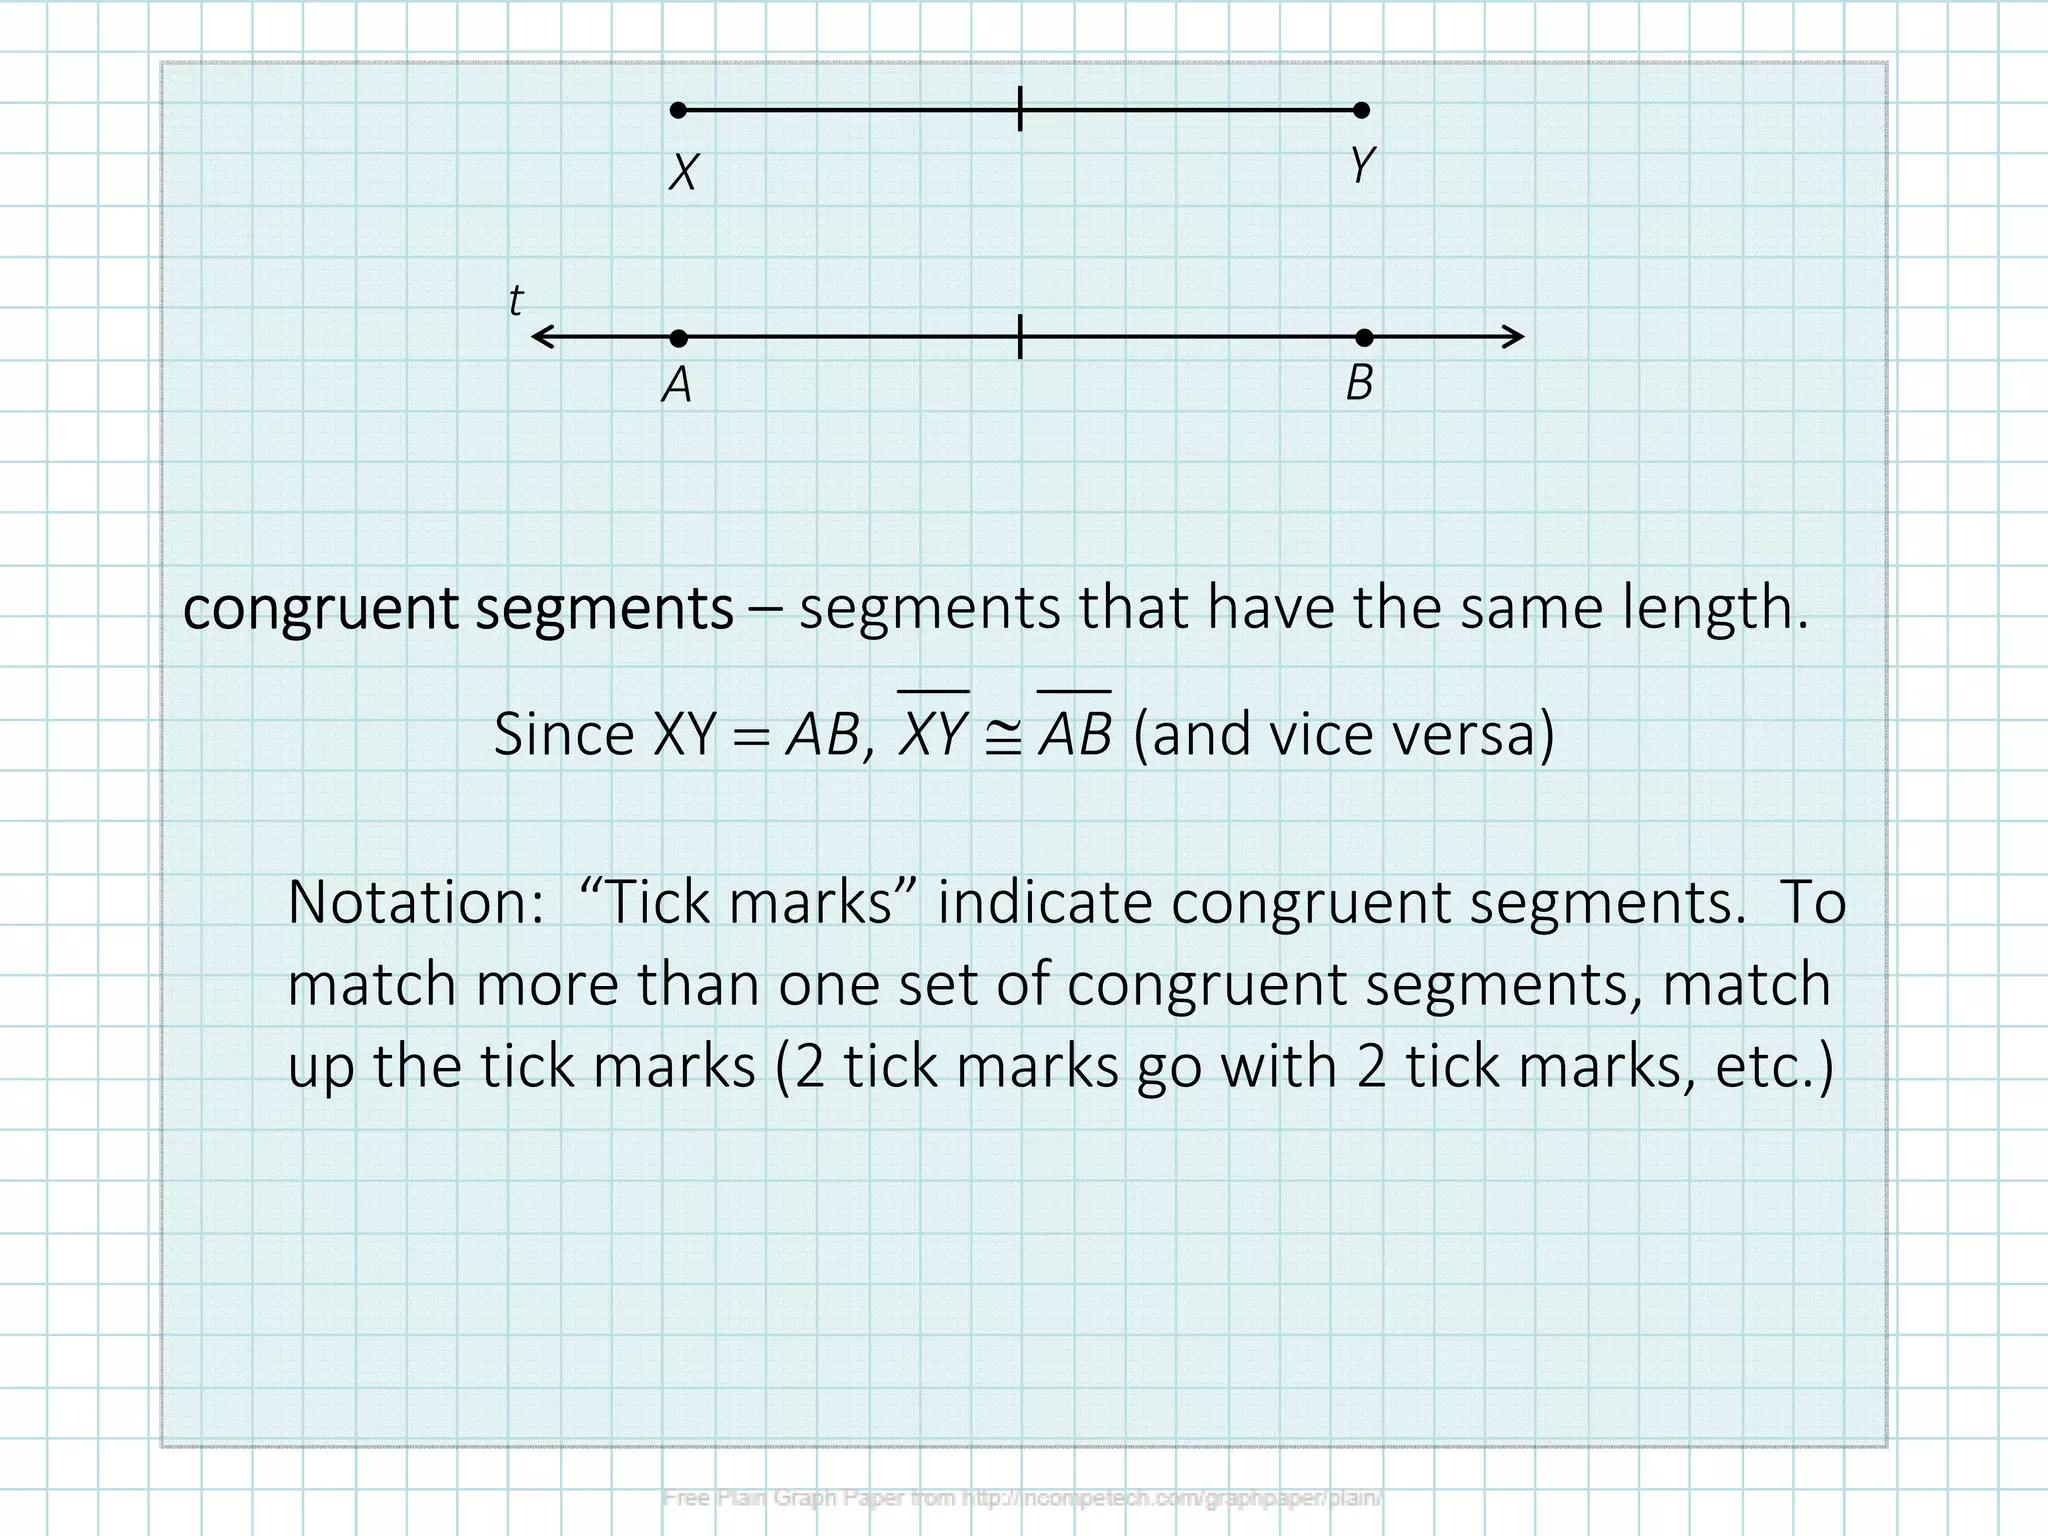 X Y
t
A B
congruent segments – segments that have the same length.
Since XY = AB, X̅Y̅ ≅ A̅B̅ (and vice versa)
Notation: “Tick marks” indicate congruent segments. To
match more than one set of congruent segments, match
up the tick marks (2 tick marks go with 2 tick marks, etc.)
Free Plain Graph Paper from http://incompetech.com/graphpaper/plain/